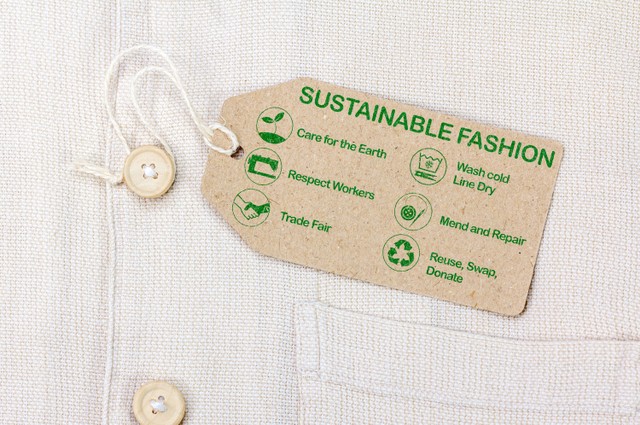 SUSTAINABLE FASHION
Care for the Earth
Respect Workers
Trade Fair
Wash cold
Line Dry
Mend and Repair
Reuse, Swap,
Donate